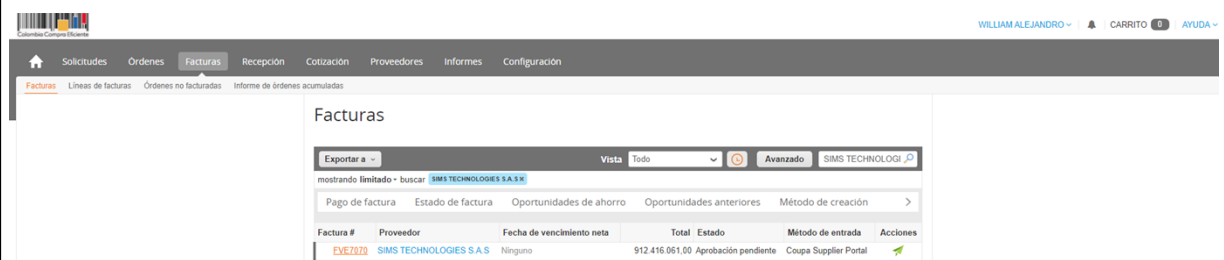 Colombia Compra Eficiente
WILLIAM ALEJANDRO CARRITO 0 AYUDA
Solicitudes Órdenes Facturas Recepción Cotización Proveedores Informes Configuración
Facturas Líneas de facturas Órdenes no facturadas Informe de órdenes acumuladas
Facturas
Exportar a Vista Todo Avanzado SIMS TECHNOLOGI
mostrando limitado buscar SIMS TECHNOLOGIES S.A.S x
Pago de factura Estado de factura Oportunidades de ahorro Oportunidades anteriores Método de creación >
Factura # Proveedor Fecha de vencimiento neta Total Estado Método de entrada Acciones
FVE7070 SIMS TECHNOLOGIES S.A.S Ninguno 912.416.061,00 Aprobación pendiente Coupa Supplier Portal